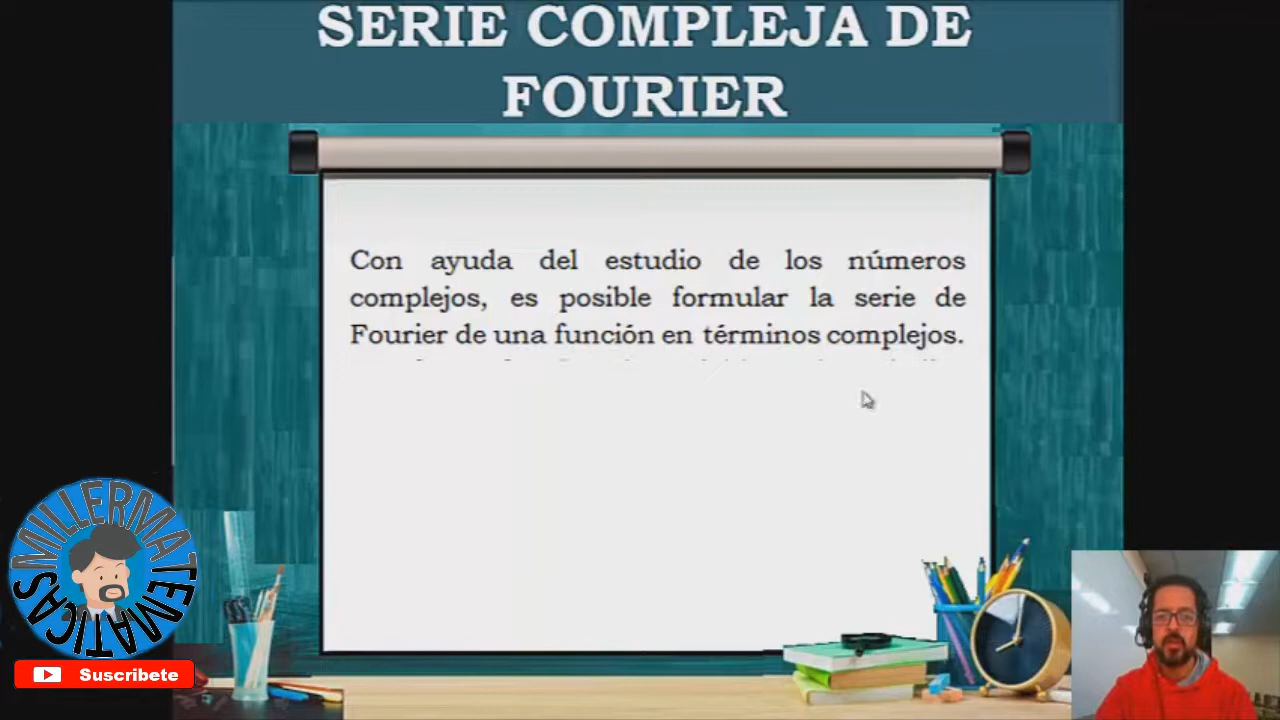 SERIE COMPLEJA DE
FOURIER
Con ayuda del estudio de los números
complejos, es posible formular la serie de
Fourier de una función en términos complejos.
MILLERMATEMATICAS
Suscribete